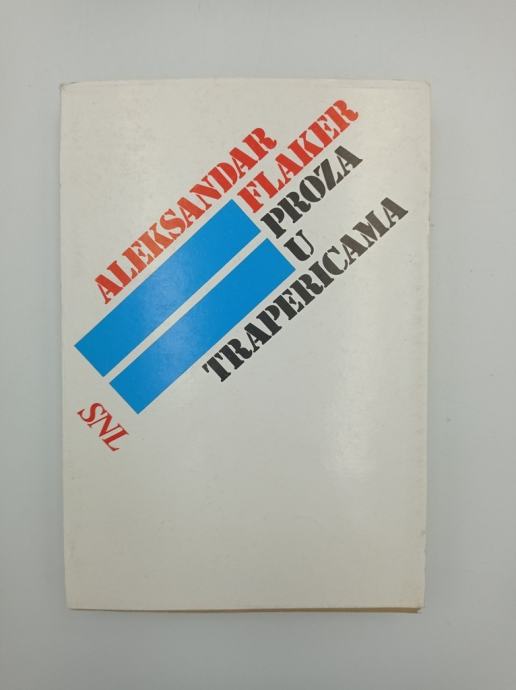 ALEKSANDAR
FLAKER
PROZA
U
TRAPERICAMA
SNL